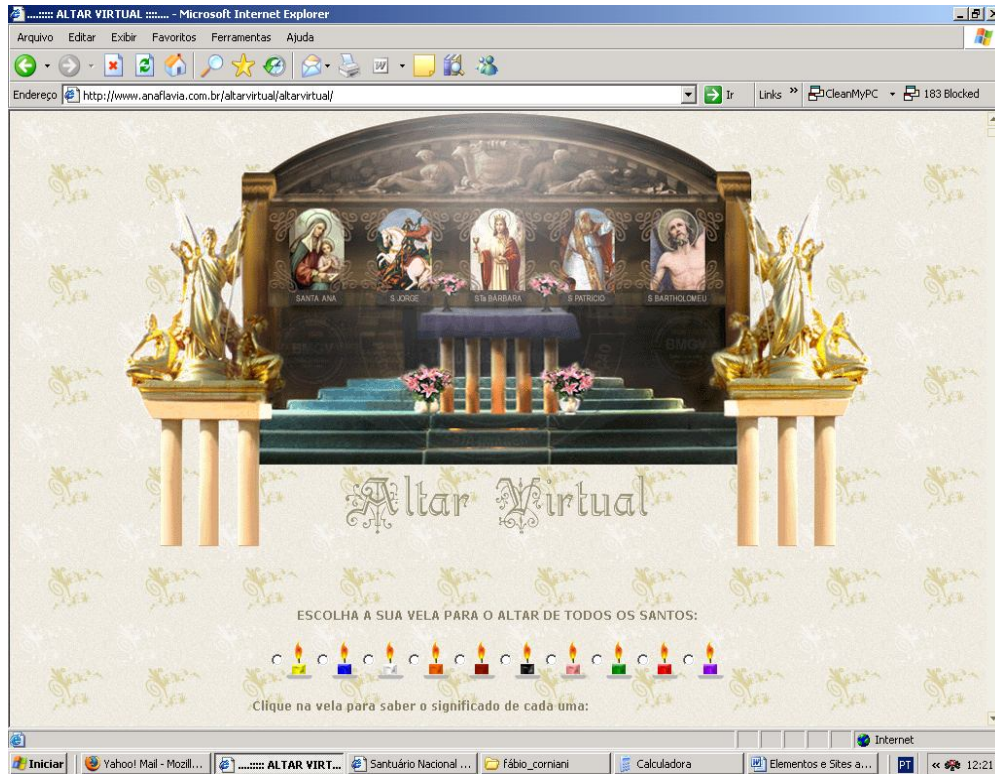 ....::::: ALTAR VIRTUAL ::::..... - Microsoft Internet Explorer
Arquivo Editar Exibir Favoritos Ferramentas Ajuda
Endereço http://www.anaflavia.com.br/altarvirtual/altarvirtual/ Ir Links » CleanMyPC 183 Blocked
SANTA ANA S.JORGE STa BÁRBARA S PATRICIO S BARTHOLOMEU
BMGV BMGV
Altar Virtual
ESCOLHA A SUA VELA PARA O ALTAR DE TODOS OS SANTOS:
Clique na vela para saber o significado de cada uma:
Internet
Iniciar Yahoo! Mail - Mozill... ....::::: ALTAR VIRT... Santuário Nacional ... fábio_corniani Calculadora Elementos e Sites a... PT « 12:21